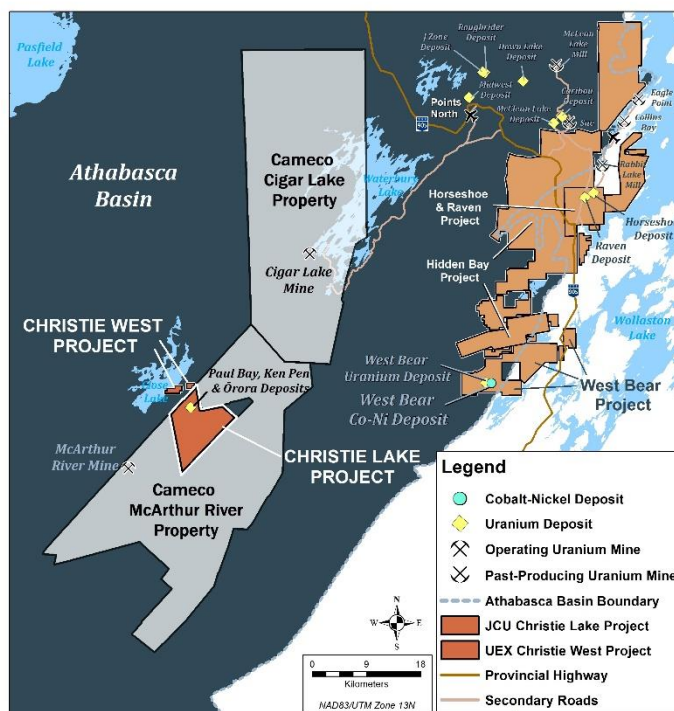 Pasfield
Lake
Athabasca
Basin
J Zone
Deposit
Roughrider
Deposit
Dawn Lake
Deposit
McLean
Lake
Mill
Midwest
Deposit
Caribou
Deposit
McClean Lake
Deposit
Sue
Eagle
Point
Collins
Bay
Rabbit
Lake
Mill
Points
North
905
Cameco
Cigar Lake
Property
Waterbury
Lake
Horseshoe
& Raven
Project
Horseshoe
Deposit
Raven
Deposit
Hidden Bay
Project
Cigar Lake
Mine
905
Wollaston
Lake
CHRISTIE WEST
PROJECT
Paul Bay, Ken Pen
& Ōrora Deposits
West Bear
Uranium Deposit
West Bear
Co-Ni Deposit
West Bear
Project
McArthur
River Mine
CHRISTIE LAKE
PROJECT
Cameco
McArthur River
Property
Legend
Cobalt-Nickel Deposit
Uranium Deposit
Operating Uranium Mine
Past-Producing Uranium Mine
Athabasca Basin Boundary
JCU Christie Lake Project
UEX Christie West Project
Provincial Highway
Secondary Roads
N
W E
S
0 9 18
Kilometers
NAD83/UTM Zone 13N